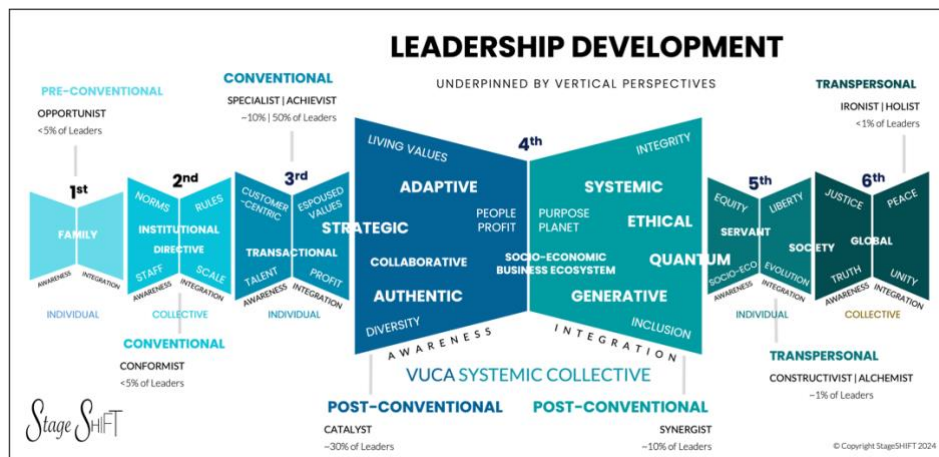 LEADERSHIP DEVELOPMENT
UNDERPINNED BY VERTICAL PERSPECTIVES
PRE-CONVENTIONAL
OPPORTUNIST
<5% of Leaders
CONVENTIONAL
SPECIALIST | ACHIEVIST
~10% | 50% of Leaders
TRANSPERSONAL
IRONIST | HOLIST
<1% of Leaders
1st
FAMILY
AWARENESS
INTEGRATION
INDIVIDUAL
2nd
NORMS
RULES
INSTITUTIONAL
DIRECTIVE
STAFF
SCALE
AWARENESS
INTEGRATION
COLLECTIVE
3rd
CUSTOMER
-CENTRIC
ESPOUSED
VALUES
STRATEGIC
TRANSACTIONAL
TALENT
PROFIT
AWARENESS
INTEGRATION
INDIVIDUAL
4th
LIVING VALUES
INTEGRITY
ADAPTIVE
SYSTEMIC
PEOPLE
PROFIT
PURPOSE
PLANET
ETHICAL
COLLABORATIVE
SOCIO-ECONOMIC
BUSINESS ECOSYSTEM
QUANTUM
AUTHENTIC
GENERATIVE
DIVERSITY
INCLUSION
AWARENESS
INTEGRATION
VUCA SYSTEMIC COLLECTIVE
5th
EQUITY
LIBERTY
SERVANT
SOCIETY
SOCIO-ECO
EVOLUTION
AWARENESS
INTEGRATION
INDIVIDUAL
6th
JUSTICE
PEACE
GLOBAL
TRUTH
UNITY
AWARENESS
INTEGRATION
COLLECTIVE
CONVENTIONAL
CONFORMIST
<5% of Leaders
POST-CONVENTIONAL
CATALYST
~30% of Leaders
POST-CONVENTIONAL
SYNERGIST
~10% of Leaders
TRANSPERSONAL
CONSTRUCTIVIST | ALCHEMIST
~1% of Leaders
Stage SHIFT
© Copyright StageSHIFT 2024